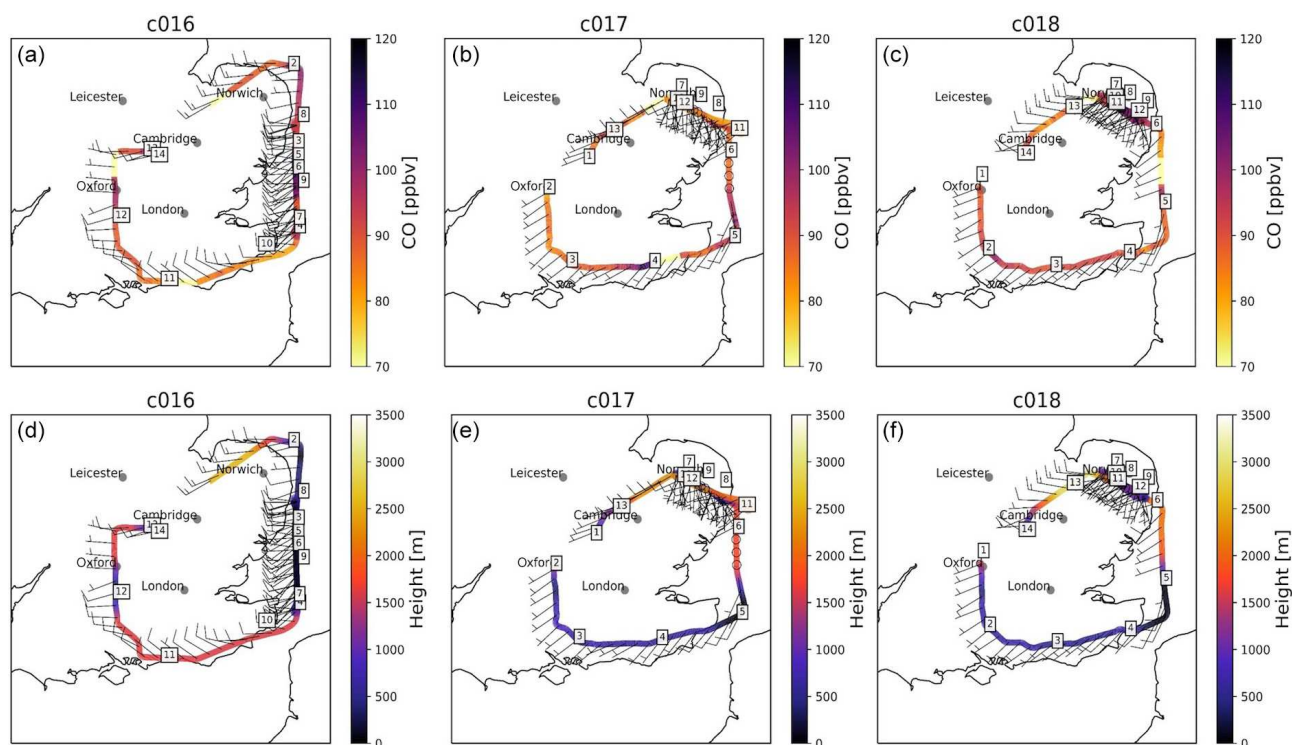 c016
c017
c018
(a)
Leicester
Norwich
Cambridge
Oxford
London
2
8
3
5
6
9
7
4
10
11
12
14
120
110
100
90
80
70
CO [ppbv]
(b)
Cambridge
Oxford
London
7
9
8
12
11
6
13
1
2
3
4
5
120
110
100
90
80
70
CO [ppbv]
(c)
Leicester
Cambridge
London
7
8
9
11
12
13
6
14
1
2
3
4
5
120
110
100
90
80
70
CO [ppbv]
c016
c017
c018
(d)
Leicester
Norwich
Cambridge
Oxford
London
2
8
3
5
6
9
7
4
10
11
12
14
3500
3000
2500
2000
1500
1000
500
0
Height [m]
(e)
Leicester
Cambridge
London
7
9
8
12
11
6
13
1
2
3
4
5
3500
3000
2500
2000
1500
1000
500
0
Height [m]
(f)
Leicester
Cambridge
Oxford
London
7
8
9
11
12
13
6
14
1
2
3
4
5
3500
3000
2500
2000
1500
1000
500
0
Height [m]